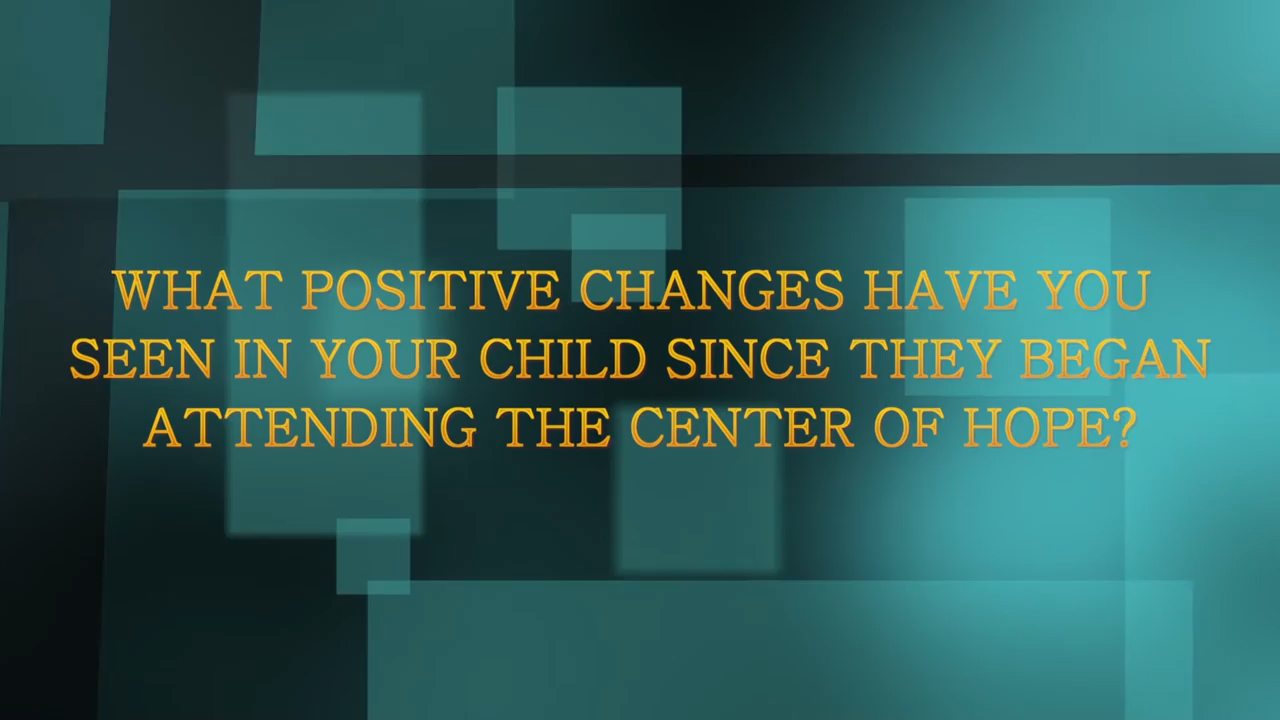 WHAT POSITIVE CHANGES HAVE YOU
SEEN IN YOUR CHILD SINCE THEY BEGAN
ATTENDING THE CENTER OF HOPE?